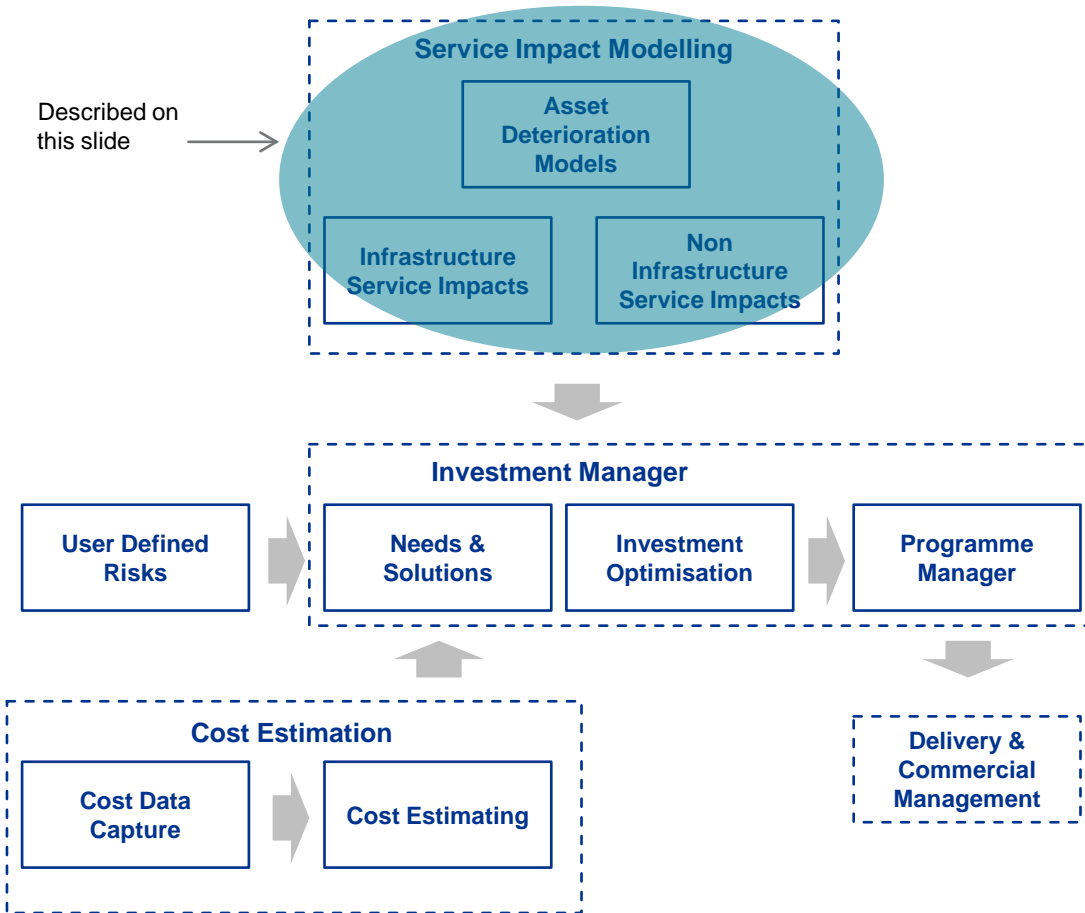 Service Impact Modelling
Asset
Deterioration
Models
Described on
this slide
Infrastructure
Service Impacts
Non
Infrastructure
Service Impacts
Investment Manager
User Defined
Risks
Needs &
Solutions
Investment
Optimisation
Programme
Manager
Cost Estimation
Cost Data
Capture
Cost Estimating
Delivery &
Commercial
Management